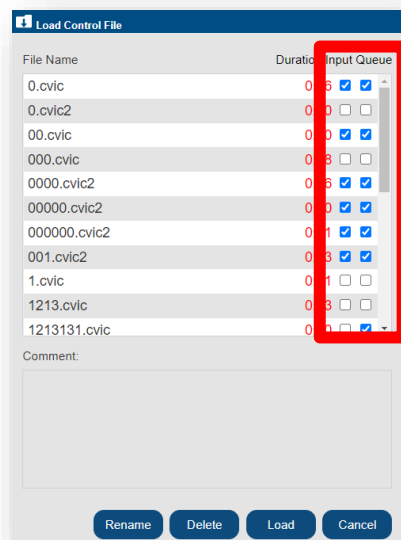 Load Control File
File Name Input Queue
0.cvic
0.cvic2
00.cvic
000.cvic
0000.cvic2
00000.cvic2
000000.cvic2
001.cvic2
1.cvic
1213.cvic
1213131.cvic
Comment:
Rename Delete Load Cancel